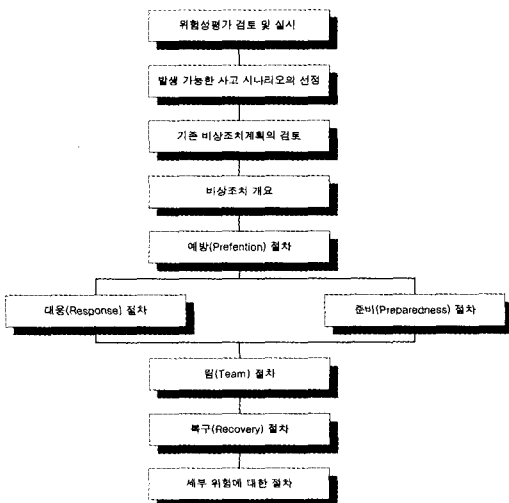 위험성평가 검토 및 실시
발생 가능한 사고 시나리오의 선정
기존 비상조치계획의 검토
비상조치 개요
예방(Prefention) 절차
대응(Response) 절차
준비(Preparedness) 절차
팀(Team) 절차
복구(Recovery) 절차
세부 위험에 대한 절차